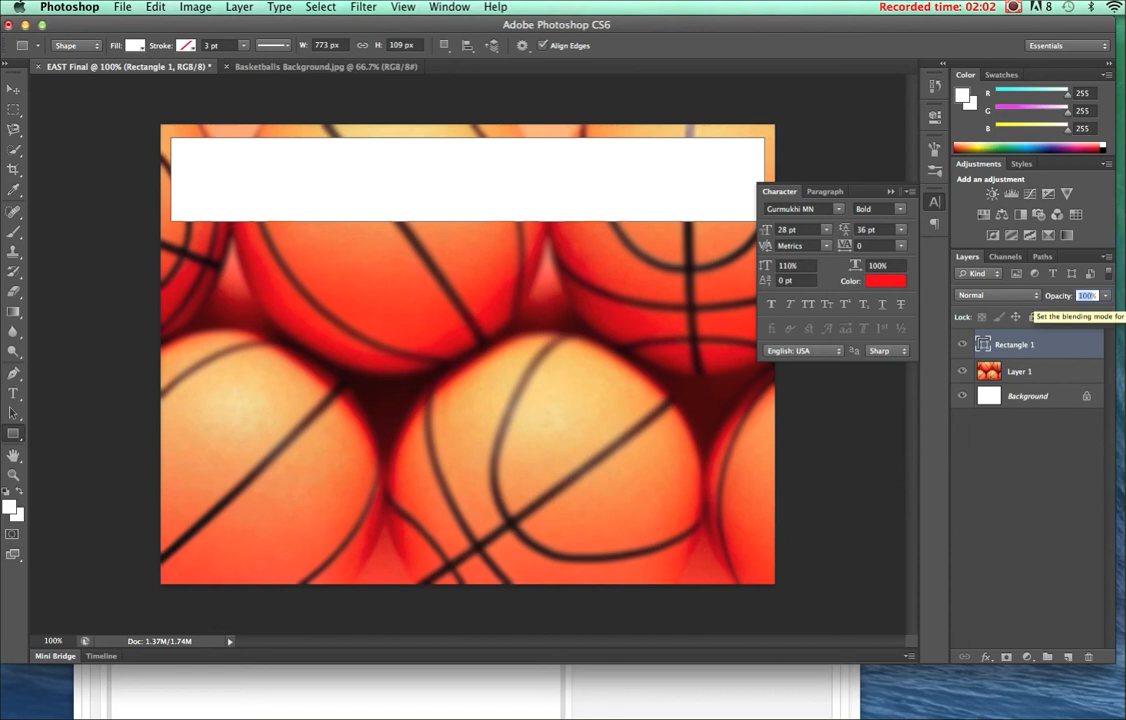 Photoshop File Edit Image Layer Type Select Filter View Window Help Recorded time: 02:02 8
Adobe Photoshop CS6
Shape Fill: Stroke: 3 pt W: 773 px H: 109 px Align Edges Essentials
EAST Final @ 100% (Rectangle 1, RGB/8) * Basketballs Background.jpg @ 66.7% (RGB/8#)
Color Swatches
R 255
G 255
B 255
Adjustments Styles
Add an adjustment
Character Paragraph
Gurmukhi MN Bold
28 pt 36 pt
Metrics 0
110% 100%
0 pt Color:
English: USA Sharp
Layers Channels Paths
Kind
Normal Opacity: 100%
Lock: Set the blending mode for
Rectangle 1
Layer 1
Background
100% Doc: 1.37M/1.74M
Mini Bridge Timeline